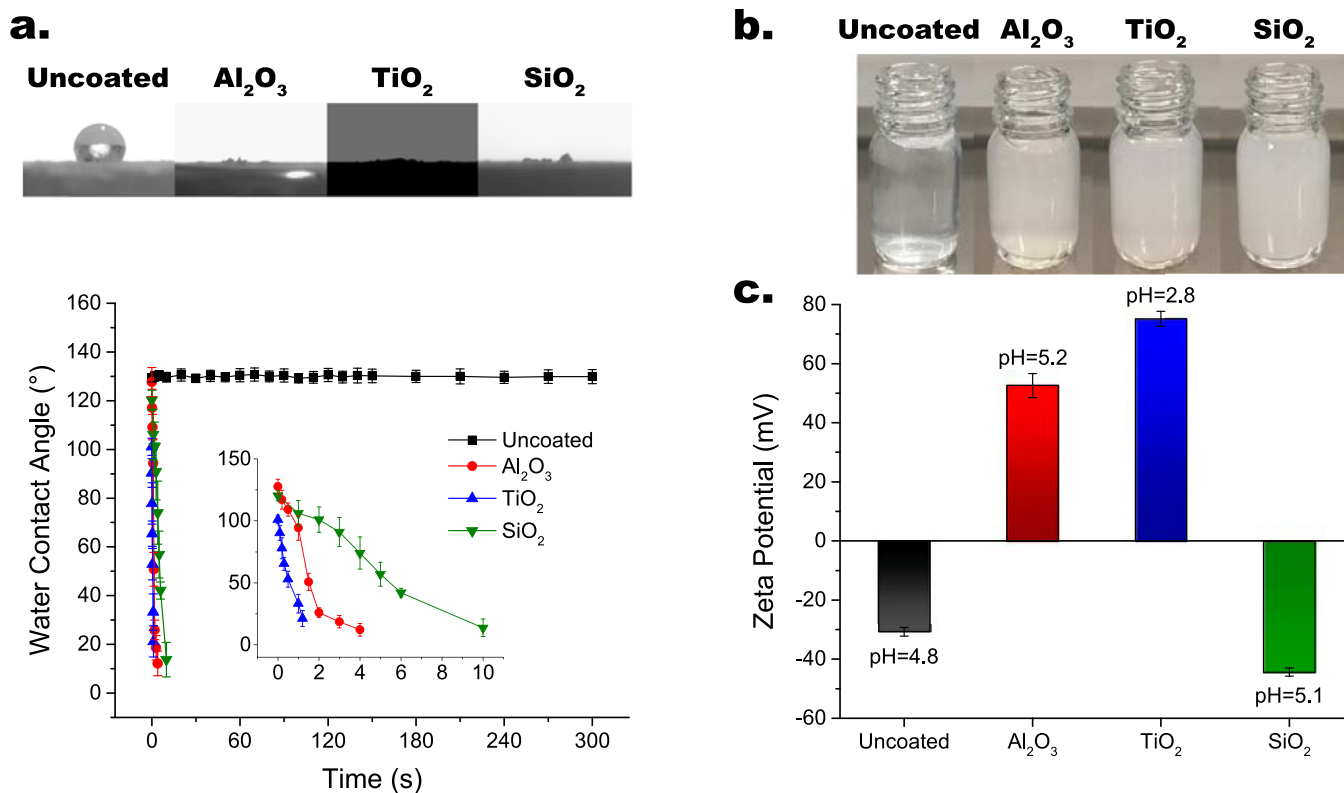 a.
Uncoated Al₂O₃ TiO₂ SiO₂
160
140
120
100
80
60
40
20
0
Water Contact Angle (°)
0 60 120 180 240 300
Time (s)
Uncoated
Al₂O₃
TiO₂
SiO₂
150
100
50
0
0 2 4 6 8 10
b.
Uncoated Al₂O₃ TiO₂ SiO₂
c.
80
60
40
20
0
-20
-40
-60
Zeta Potential (mV)
pH=4.8
pH=5.2
pH=2.8
pH=5.1
Uncoated Al₂O₃ TiO₂ SiO₂